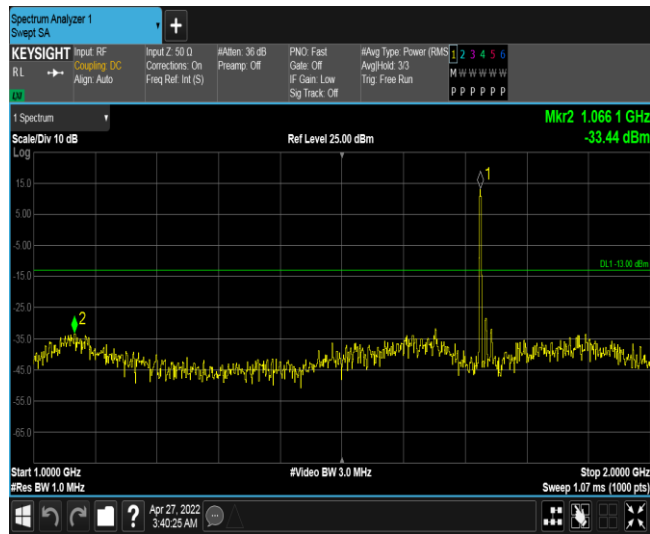 Spectrum Analyzer 1
Swept SA
+
KEYSIGHT
RL
Input: RF
Coupling: DC
Align: Auto
Input Z: 50 Ω
Corrections: On
Freq Ref: Int (S)
#Atten: 36 dB
Preamp: Off
PNO: Fast
Gate: Off
IF Gain: Low
Sig Track: Off
#Avg Type: Power (RMS
Avg|Hold: 3/3
Trig: Free Run
1 2 3 4 5 6
M W W W W W
P P P P P P
1 Spectrum
Mkr2 1.066 1 GHz
-33.44 dBm
Scale/Div 10 dB
Ref Level 25.00 dBm
Log
15.0
5.00
-5.00
-15.0
-25.0
-35.0
-45.0
-55.0
-65.0
1
2
DL1 -13.00 dBm
Start 1.0000 GHz
#Video BW 3.0 MHz
Stop 2.0000 GHz
#Res BW 1.0 MHz
Sweep 1.07 ms (1000 pts)
?
Apr 27, 2022
3:40:25 AM